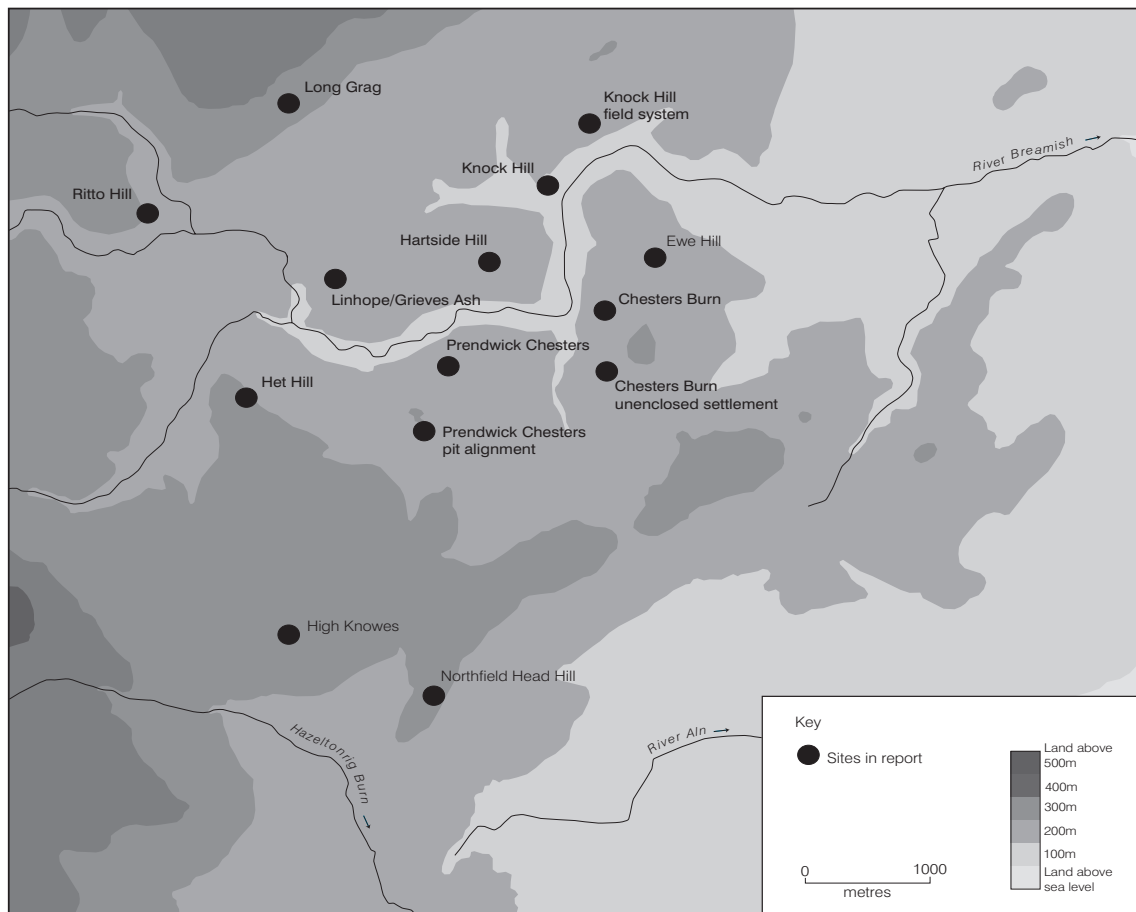 Long Grag
Knock Hill
field system
River Breamish
Knock Hill
Ritto Hill
Hartside Hill
Ewe Hill
Linhope/Grieves Ash
Chesters Burn
Prendwick Chesters
Het Hill
Chesters Burn
unenclosed settlement
Prendwick Chesters
pit alignment
High Knowes
Northfield Head Hill
Hazeltonrig Burn
River Aln
Key
Sites in report
Land above
500m
400m
300m
200m
100m
Land above
sea level
0 1000
metres